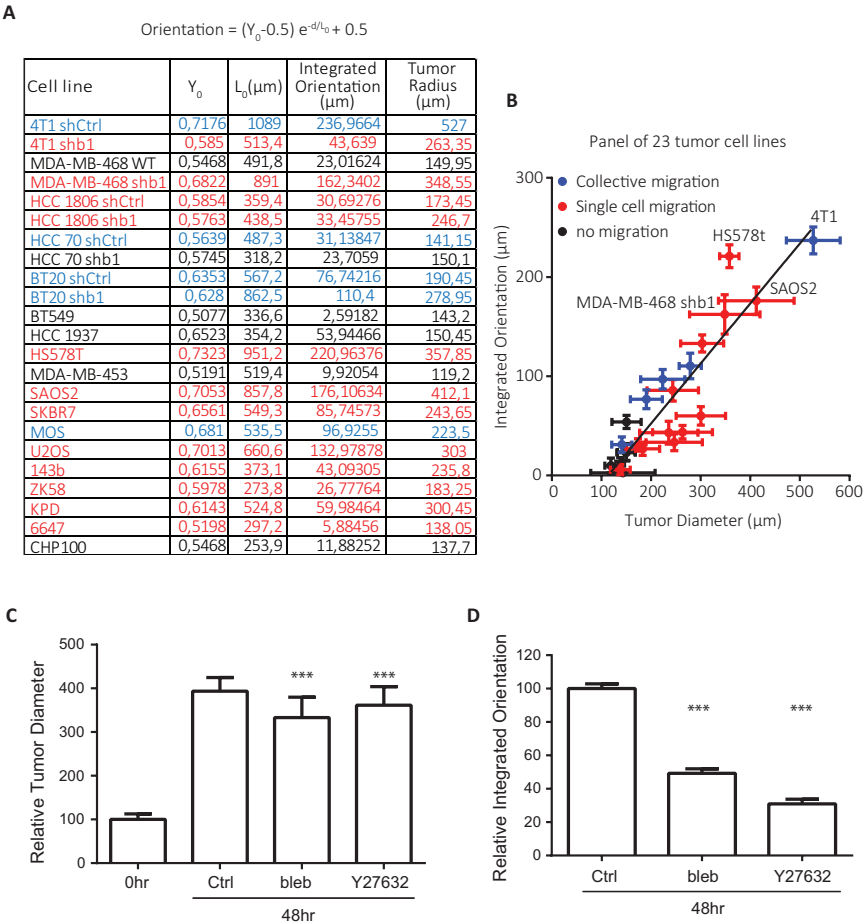 A
Orientation = (Y0-0.5) e-d/L0 + 0.5
Cell line Y0 L0(µm) Integrated Orientation (µm) Tumor Radius (µm)
4T1 shCtrl 0,7176 1089 236,9664 527
4T1 shb1 0,585 513,4 43,639 263,35
MDA-MB-468 WT 0,5468 491,8 23,01624 149,95
MDA-MB-468 shb1 0,6822 891 162,3402 348,55
HCC 1806 shCtrl 0,5854 359,4 30,69276 173,45
HCC 1806 shb1 0,5763 438,5 33,45755 246,7
HCC 70 shCtrl 0,5639 487,3 31,13847 141,15
HCC 70 shb1 0,5745 318,2 23,7059 150,1
BT20 shCtrl 0,6353 567,2 76,74216 190,45
BT20 shb1 0,628 862,5 110,4 278,95
BT549 0,5077 336,6 2,59182 143,2
HCC 1937 0,6523 354,2 53,94466 150,45
HS578T 0,7323 951,2 220,96376 357,85
MDA-MB-453 0,5191 519,4 9,92054 119,2
SAOS2 0,7053 857,8 176,10634 412,1
SKBR7 0,6561 549,3 85,74573 243,65
MOS 0,681 535,5 96,9255 223,5
U2OS 0,7013 660,6 132,97878 303
143b 0,6155 373,1 43,09305 235,8
ZK58 0,5978 273,8 26,77764 183,25
KPD 0,6143 524,8 59,98464 300,45
6647 0,5198 297,2 5,88456 138,05
CHP100 0,5468 253,9 11,88252 137,7
B
Panel of 23 tumor cell lines
Collective migration
Single cell migration
no migration
4T1
HS578t
SAOS2
MDA-MB-468 shb1
Integrated Orientation (µm)
300
200
100
0
0 100 200 300 400 500 600
Tumor Diameter (µm)
C
Relative Tumor Diameter
500
400
300
200
100
0
*** ***
0hr Ctrl bleb Y27632
48hr
D
Relative Integrated Orientation
120
100
80
60
40
20
0
*** ***
Ctrl bleb Y27632
48hr